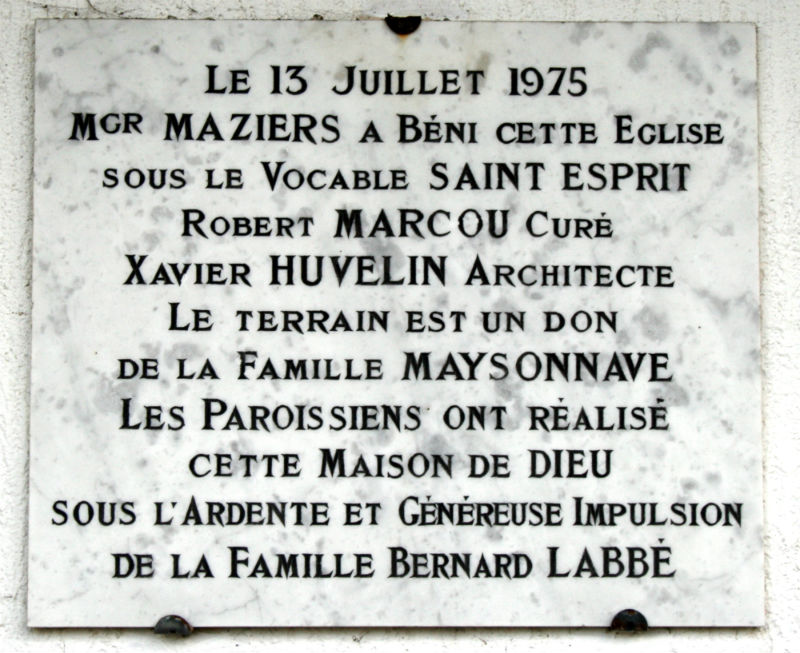 LE 13 JUILLET 1975
MGR MAZIERS A BÉNI CETTE EGLISE
SOUS LE VOCABLE SAINT ESPRIT
ROBERT MARCOU CURÉ
XAVIER HUVELIN ARCHITECTE
LE TERRAIN EST UN DON
DE LA FAMILLE MAYSONNAVE
LES PAROISSIENS ONT RÉALISÉ
CETTE MAISON DE DIEU
SOUS L'ARDENTE ET GÉNÉREUSE IMPULSION
DE LA FAMILLE BERNARD LABBÉ